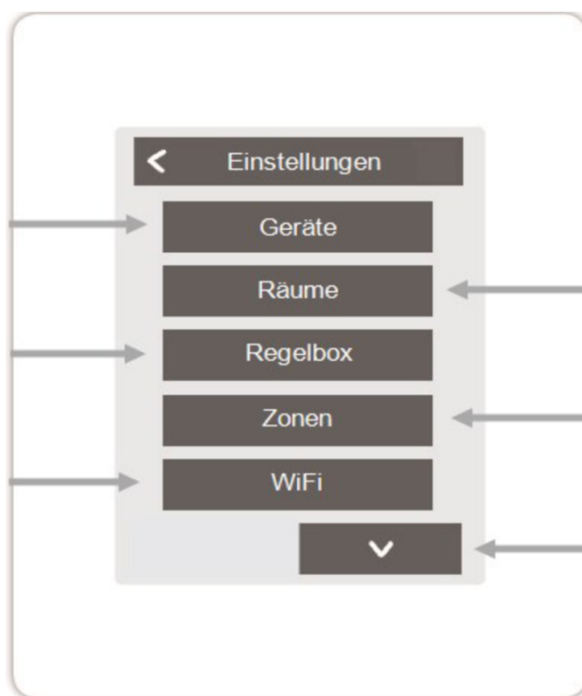 Einstellungen
Geräte
Räume
Regelbox
Zonen
WiFi